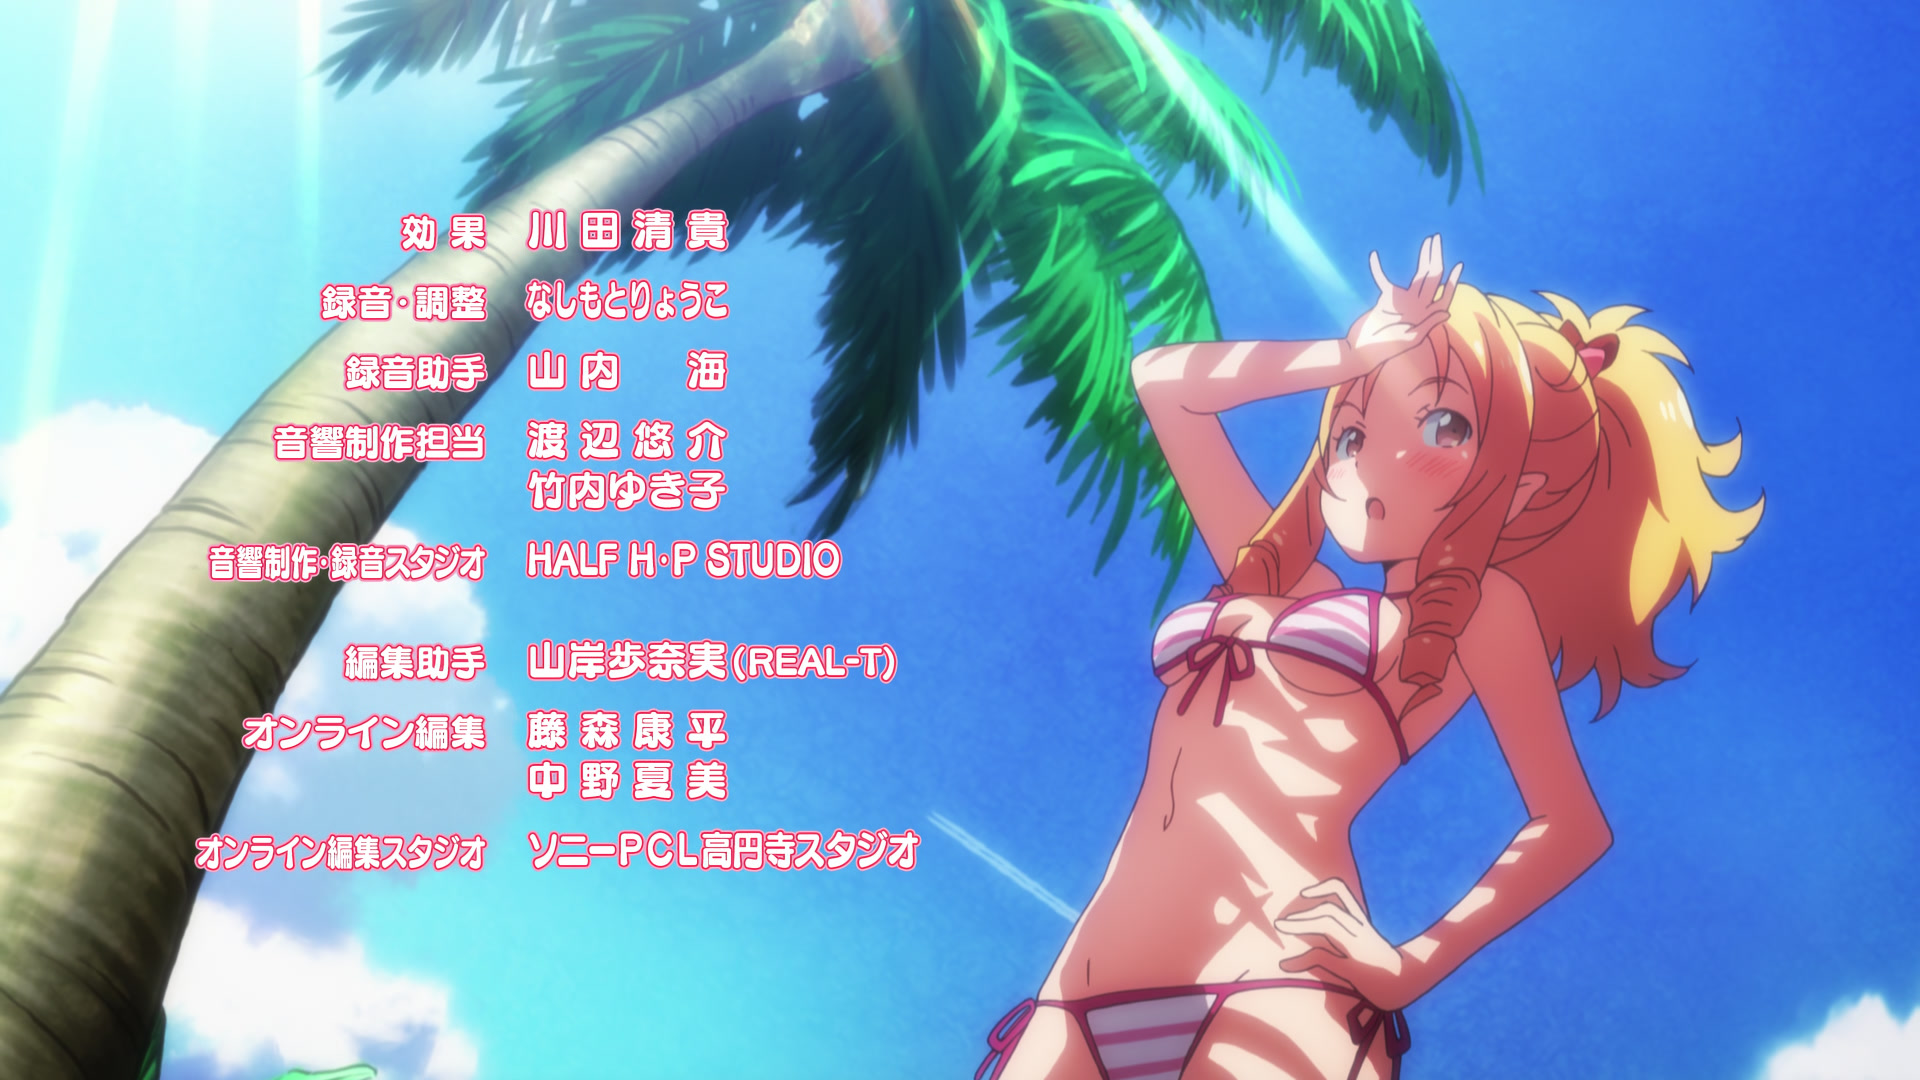 効果 川田清貴
録音・調整 なしもとりょうこ
録音助手 山内 海
音響制作担当 渡辺悠介
竹内ゆき子
音響制作・録音スタジオ HALF H・P STUDIO
編集助手 山岸歩奈実(REAL-T)
オンライン編集 藤森康平
中野夏美
オンライン編集スタジオ ソニーPCL高円寺スタジオ